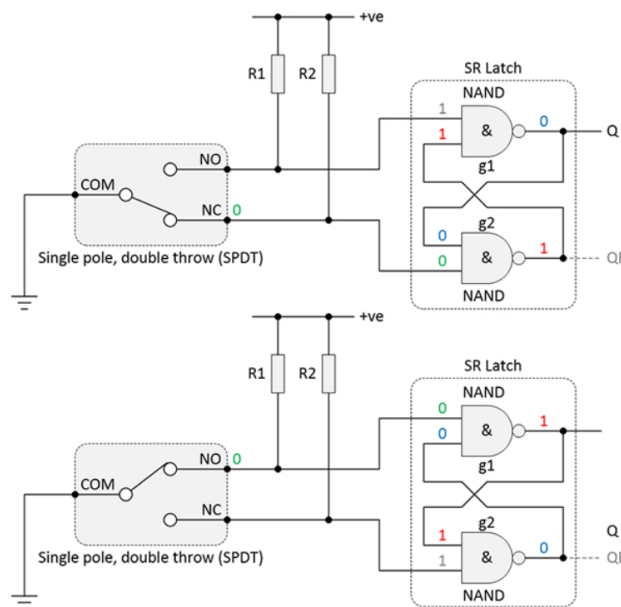 +ve
SR Latch
R1
R2
NAND
1
1
&
0
Q
g1
NO
COM
NC
0
g2
0
0
&
1
QB
Single pole, double throw (SPDT)
NAND
+ve
SR Latch
R1
R2
NAND
0
0
&
1
g1
NO
0
COM
NC
g2
Q
1
1
&
0
Single pole, double throw (SPDT)
NAND